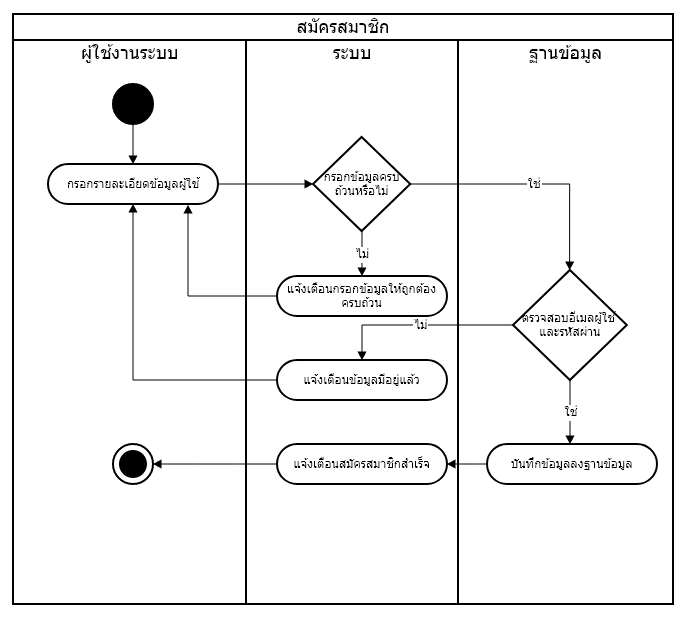 สมัครสมาชิก
ผู้ใช้งานระบบ
ระบบ
ฐานข้อมูล
กรอกรายละเอียดข้อมูลผู้ใช้
กรอกข้อมูลครบ
ถ้วนหรือไม่
ใช่
ไม่
แจ้งเตือนกรอกข้อมูลให้ถูกต้อง
ครบถ้วน
ตรวจสอบอีเมลผู้ใช้
และรหัสผ่าน
ไม่
แจ้งเตือนข้อมูลมีอยู่แล้ว
ใช่
แจ้งเตือนสมัครสมาชิกสำเร็จ
บันทึกข้อมูลลงฐานข้อมูล